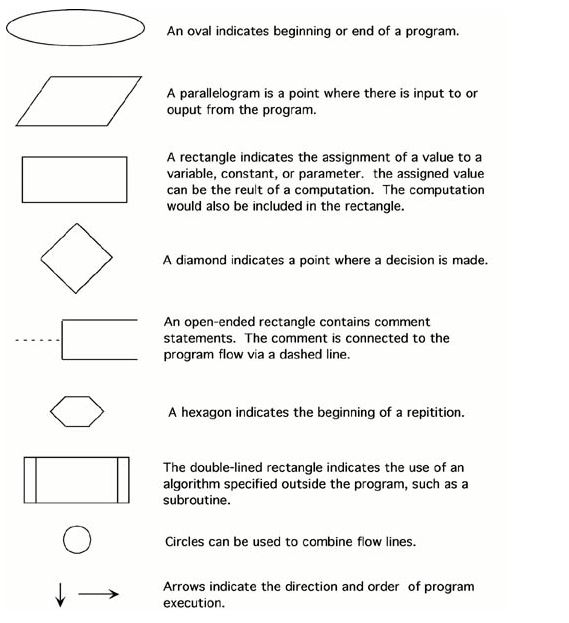 An oval indicates beginning or end of a program.
A parallelogram is a point where there is input to or
ouput from the program.
A rectangle indicates the assignment of a value to a
variable, constant, or parameter.  the assigned value
can be the reult of a computation.  The computation
would also be included in the rectangle.
A diamond indicates a point where a decision is made.
An open-ended rectangle contains comment
statements.  The comment is connected to the
program flow via a dashed line.
A hexagon indicates the beginning of a repitition.
The double-lined rectangle indicates the use of an
algorithm specified outside the program, such as a
subroutine.
Circles can be used to combine flow lines.
Arrows indicate the direction and order  of program
execution.